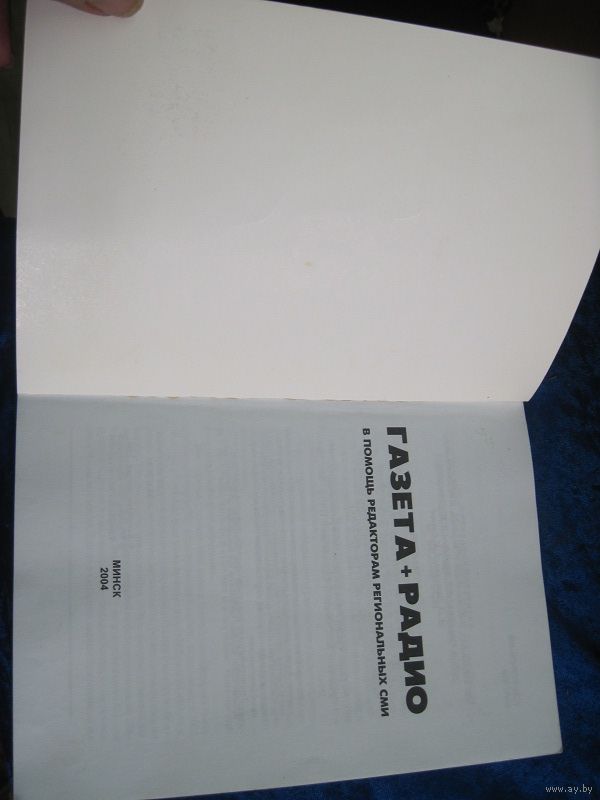 ГАЗЕТА + РАДИО
В ПОМОЩЬ РЕДАКТОРАМ РЕГИОНАЛЬНЫХ СМИ
МИНСК
2004
www.ay.by